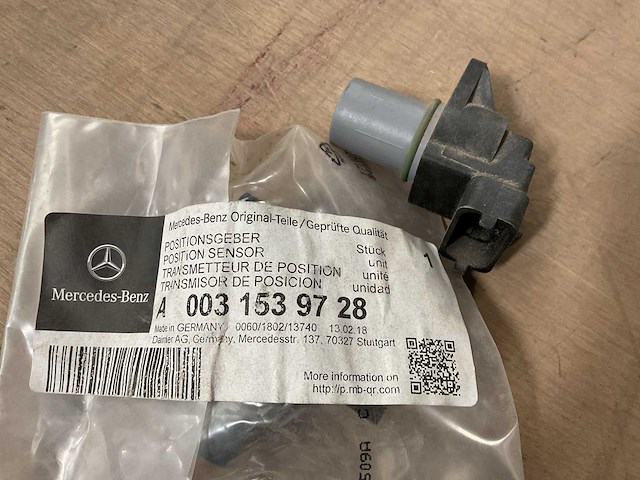 Mercedes-Benz
Mercedes-Benz Original-Teile/Geprüfte Qualität
POSITIONSGEBER Stück 1
POSITION SENSOR unit
TRANSMETTEUR DE POSITION unité
TRANSMISOR DE POSICION unidad
A 003 153 97 28
Made in GERMANY 0060/1802/13740 13.02.18
Daimler AG, Germany, Mercedesstr. 137, 70327 Stuttgart
More information on
http://p.mb-qr.com